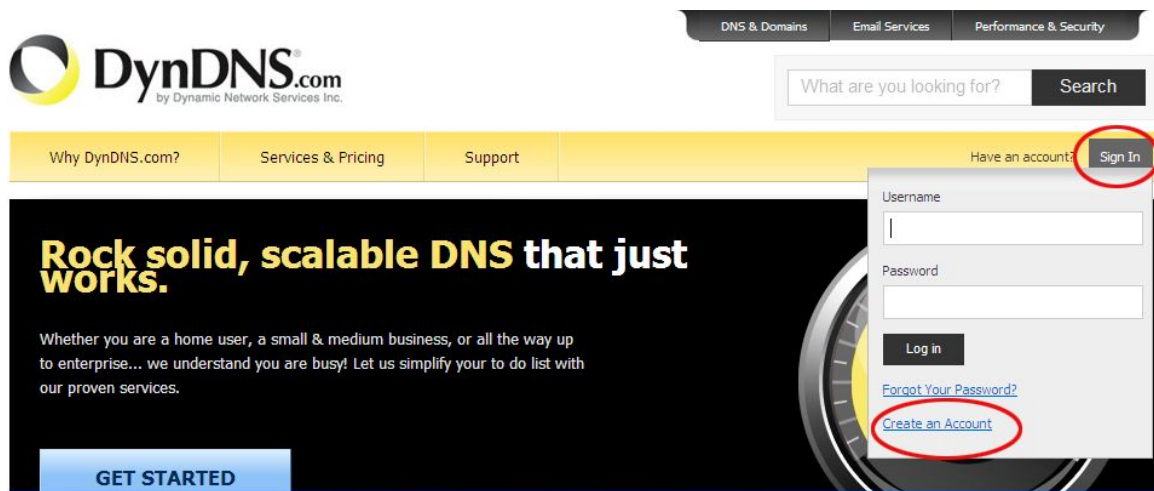 DNS & Domains Email Services Performance & Security
DynDNS.com
by Dynamic Network Services Inc.
What are you looking for? Search
Why DynDNS.com? Services & Pricing Support Have an account? Sign In
Username
Password
Log in
Forgot Your Password?
Create an Account
Rock solid, scalable DNS that just
works.
Whether you are a home user, a small & medium business, or all the way up
to enterprise... we understand you are busy! Let us simplify your to do list with
our proven services.
GET STARTED